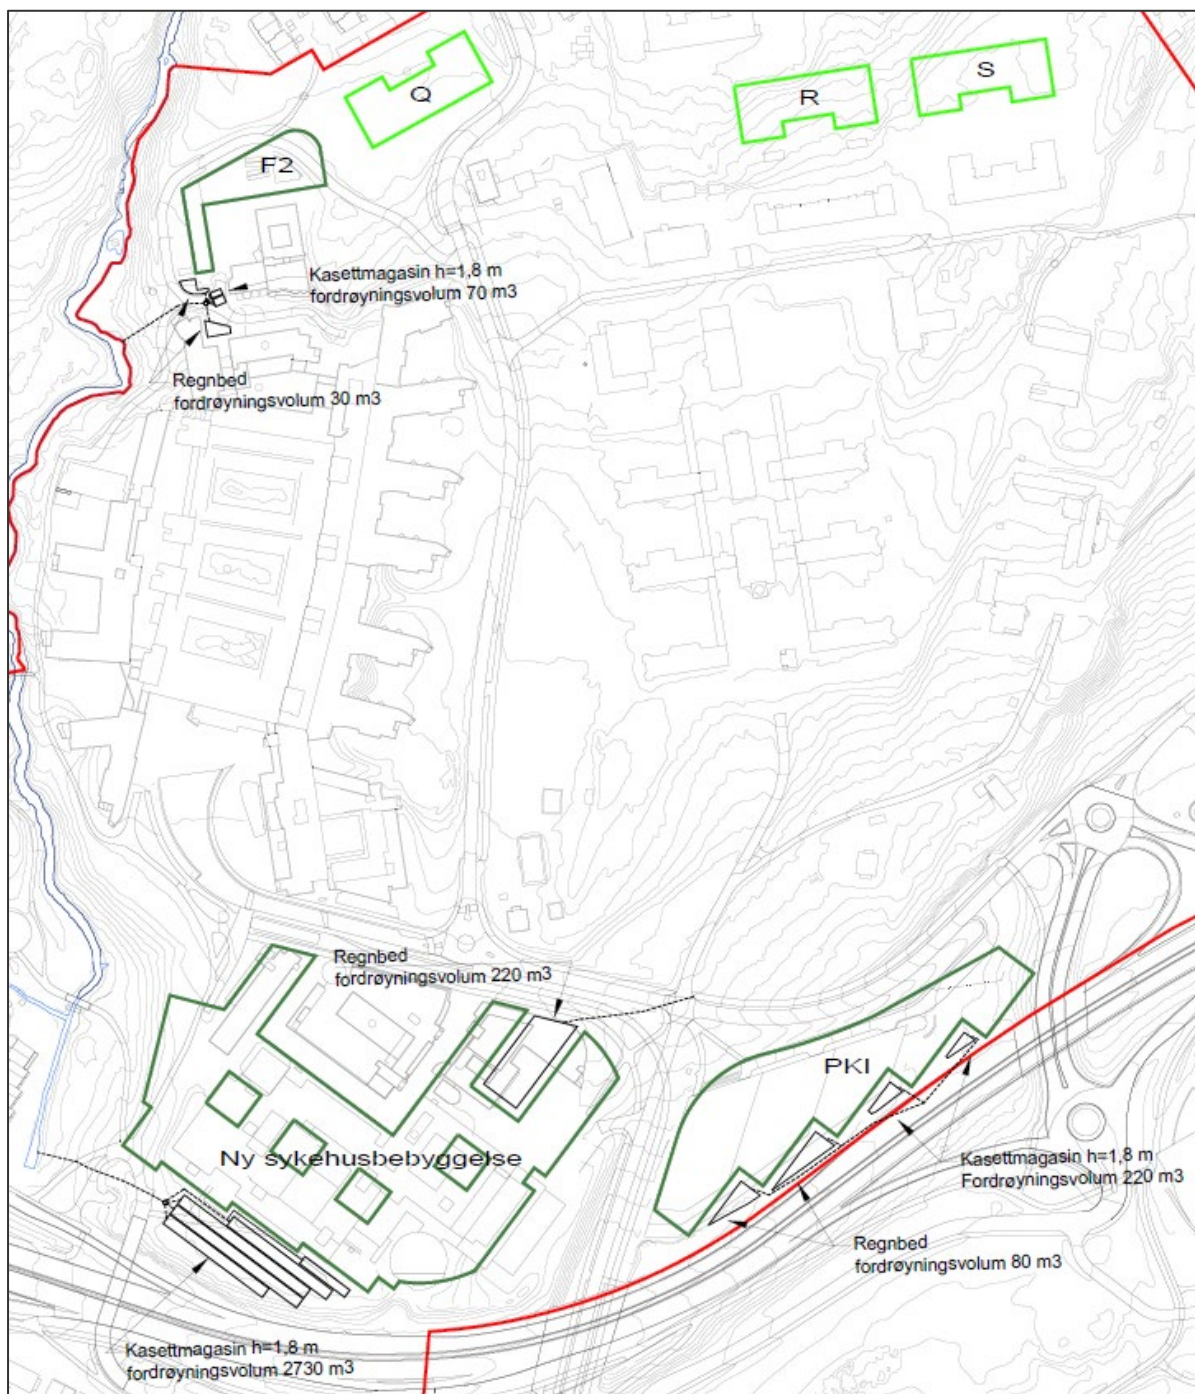 Q
R
S
F2
Kasettmagasin h=1,8 m
fordrøyningsvolum 70 m3
Regnbed
fordrøyningsvolum 30 m3
Regnbed
fordrøyningsvolum 220 m3
PKI
Ny sykehusbebyggelse
Kasettmagasin h=1,8 m
Fordrøyningsvolum 220 m3
Regnbed
fordrøyningsvolum 80 m3
Kasettmagasin h=1,8 m
fordrøyningsvolum 2730 m3